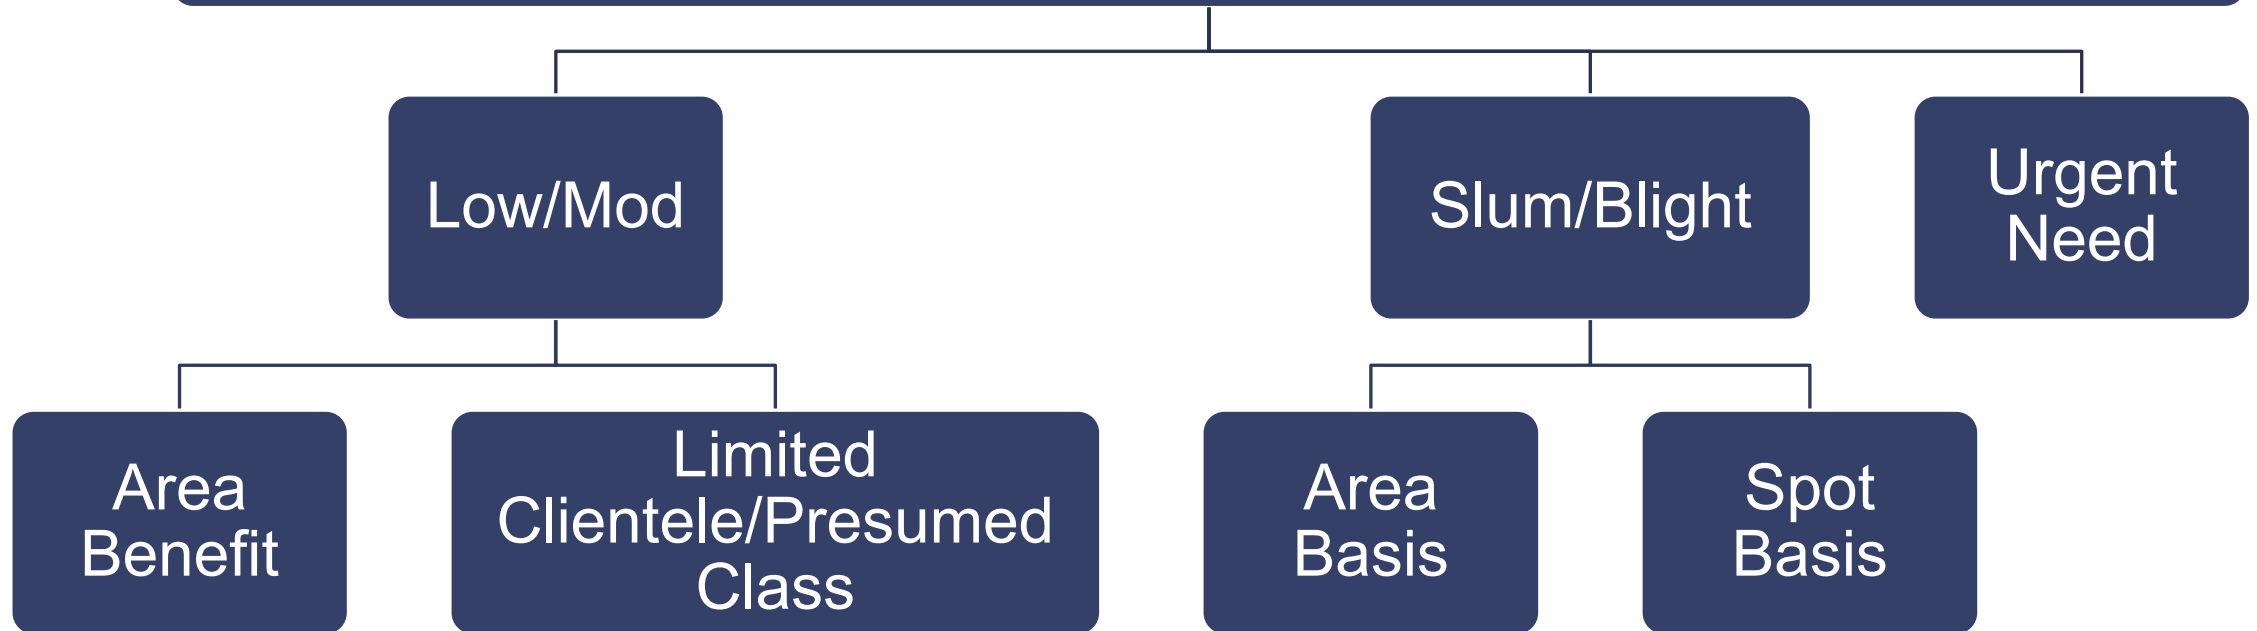 Low/Mod
Slum/Blight
Urgent
Need
Area
Benefit
Limited
Clientele/Presumed
Class
Area
Basis
Spot
Basis